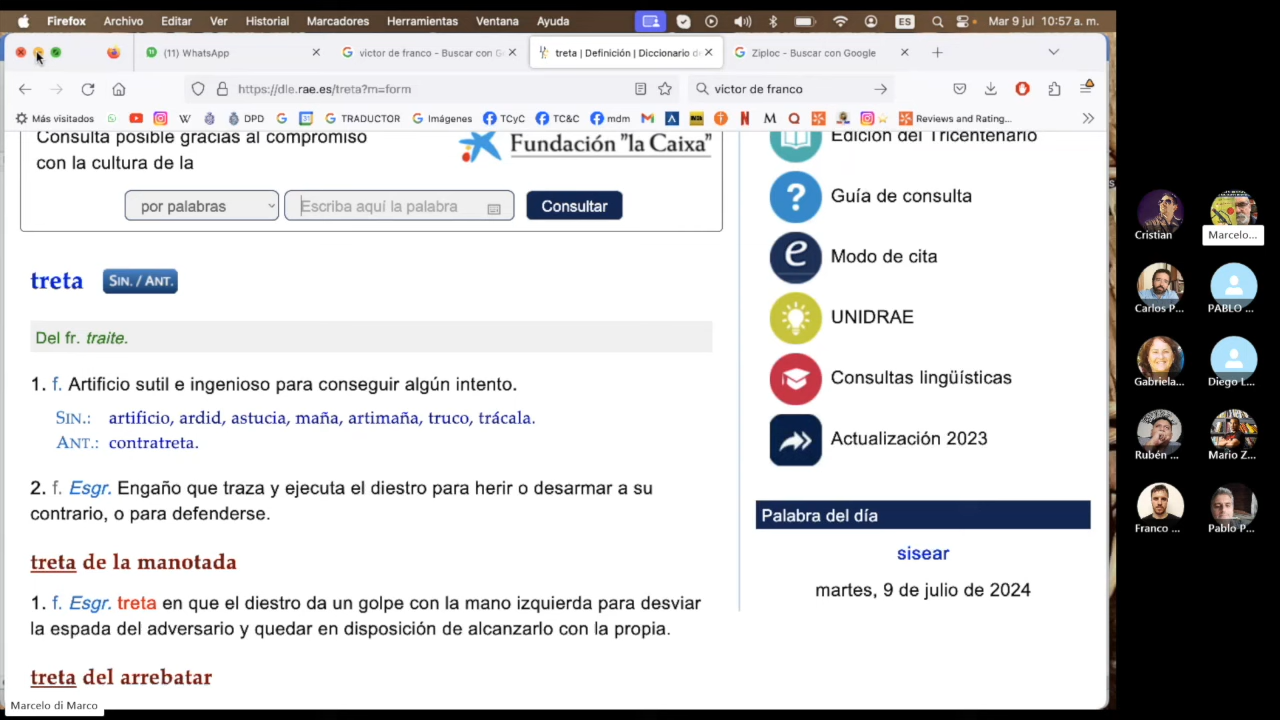 Firefox Archivo Editar Ver Historial Marcadores Herramientas Ventana Ayuda ES Mar 9 jul 10:57 a. m.
(11) WhatsApp victor de franco - Buscar con G treta | Definición | Diccionario de Ziploc - Buscar con Google
https://dle.rae.es/treta?m=form victor de franco
Más visitados W DPD G TRADUCTOR Imágenes TCyC TC&C mdm Reviews and Rating...
Consulta posible gracias al compromiso
con la cultura de la
Fundación "la Caixa"
por palabras Escriba aquí la palabra Consultar
treta SIN. / ANT.
Del fr. traite.
1. f. Artificio sutil e ingenioso para conseguir algún intento.
SIN.: artificio, ardid, astucia, maña, artimaña, truco, trácala.
ANT.: contratreta.
2. f. Esgr. Engaño que traza y ejecuta el diestro para herir o desarmar a su
contrario, o para defenderse.
treta de la manotada
1. f. Esgr. treta en que el diestro da un golpe con la mano izquierda para desviar
la espada del adversario y quedar en disposición de alcanzarlo con la propia.
treta del arrebatar
Edición del Tricentenario
Guía de consulta
Modo de cita
UNIDRAE
Consultas lingüísticas
Actualización 2023
Palabra del día
sisear
martes, 9 de julio de 2024
Cristian Marcelo...
Carlos P... PABLO ...
Gabriela... Diego L...
Rubén ... Mario Z...
Franco ... Pablo P...
Marcelo di Marco